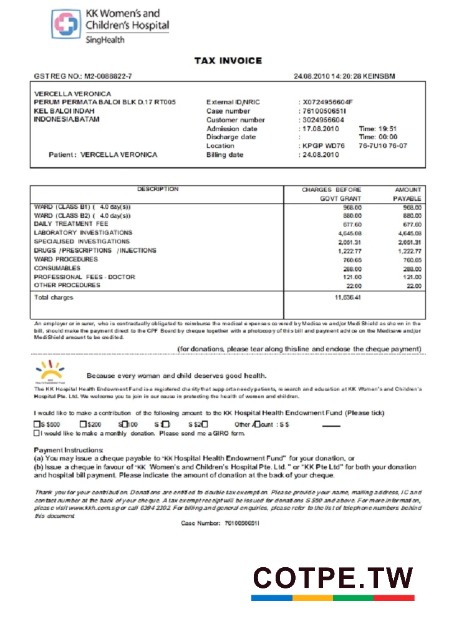 KK Women's and
Children's Hospital
SingHealth
TAX INVOICE
GST REG NO.: M2-0088822-7 24.08.2010 14:20:28 KEINSBM
VERCELLA VERONICA
PERUM PERMATA BALOI BLK D.17 RT005 External ID/NRIC : X0724956604F
KEL BALOI INDAH Case number : 7610050651I
INDONESIA,BATAM Customer number : 3024956604
Admission date : 17.08.2010 Time: 19:51
Discharge date : Time: 00:00
Location : KPGP WD76 76-7U10 76-07
Patient : VERCELLA VERONICA Billing date : 24.08.2010
DESCRIPTION CHARGES BEFORE AMOUNT
GOVT GRANT PAYABLE
WARD (CLASS B1) ( 4.0 day(s)) 968.00 968.00
WARD (CLASS B2) ( 4.0 day(s)) 880.00 880.00
DAILY TREATMENT FEE 677.60 677.60
LABORATORY INVESTIGATIONS 4,645.08 4,645.08
SPECIALISED INVESTIGATIONS 2,081.31 2,081.31
DRUGS / PRESCRIPTIONS / INJECTIONS 1,222.77 1,222.77
WARD PROCEDURES 760.65 760.65
CONSUMABLES 288.00 288.00
PROFESSIONAL FEES - DOCTOR 121.00 121.00
OTHER PROCEDURES 22.00 22.00
Total charges 11,636.41
An employer or insurer, who is contractually obligated to reimburse the medical expenses covered by Medisave and/or MediShield as shown in the
bill, should make the payment direct to the CPF Board by cheque together with a photocopy of this bill and payment advice on the Medisave and/or
MediShield amount to be credited.
(for donations, please tear along this line and enclose the cheque payment)
Because every woman and child deserves good health.
The KK Hospital Health Endowment Fund is a registered charity that supports needy patients, research and education at KK Women's and Children's
Hospital Pte. Ltd. We welcome you to join in our cause in protecting the health of women and children.
I would like to make a contribution of the following amount to the KK Hospital Health Endowment Fund (Please tick)
S $500 $200 $100 Other Amount : S $
I would like to make a monthly donation. Please send me a GIRO form.
Payment Instructions:
(a) You may issue a cheque payable to "KK Hospital Health Endowment Fund" for your donation, or
(b) Issue a cheque in favour of "KK Women's and Children's Hospital Pte. Ltd. " or "KK Pte Ltd" for both your donation
and hospital bill payment. Please indicate the amount of donation at the back of your cheque.
Thank you for your contribution. Donations are entitled to double tax exemption. Please provide your name, mailing address, I.C and
contact number at the back of your cheque. A tax exempt receipt will be issued for donations S $50 and above. For more information,
please visit www.kkh.com.sg or call 6394 2302. For billing and general enquiries, please refer to the list of telephone numbers behind
this document.
Case Number: 7610050651I
COTPE.TW